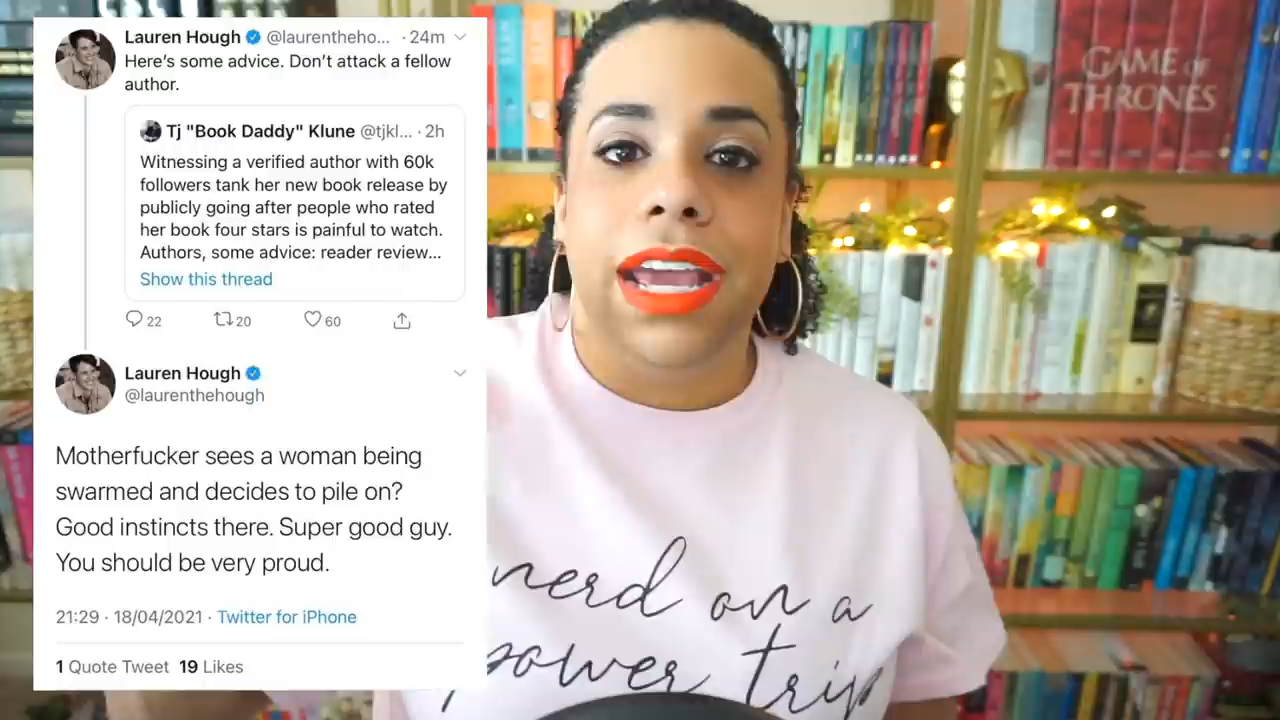 Lauren Hough @laurentheho... · 24m
Here's some advice. Don't attack a fellow
author.
Tj "Book Daddy" Klune @tjkl... · 2h
Witnessing a verified author with 60k
followers tank her new book release by
publicly going after people who rated
her book four stars is painful to watch.
Authors, some advice: reader review...
Show this thread
22 20 60
Lauren Hough
@laurenthehough
Motherfucker sees a woman being
swarmed and decides to pile on?
Good instincts there. Super good guy.
You should be very proud.
21:29 · 18/04/2021 · Twitter for iPhone
1 Quote Tweet 19 Likes
GAME OF
THRONES
nerd on a
power trip